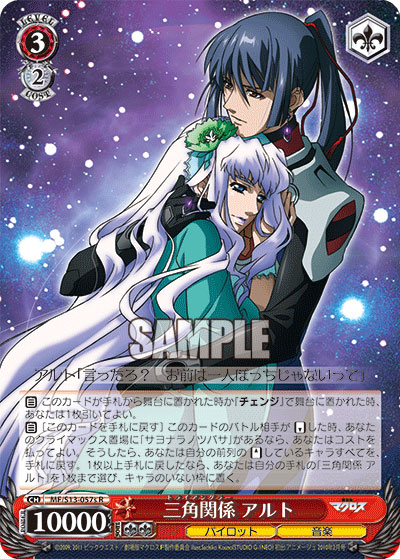 LEVEL
3
2
COST
SAMPLE
アルト「言ったろ？ お前は一人ぼっちじゃないって」
自 このカードが手札から舞台に置かれた時か「チェンジ」で舞台に置かれた時、
あなたは1枚引いてよい。
自 ［このカードを手札に戻す］ このカードのバトル相手が した時、あなた
のクライマックス置場に「サヨナラノツバサ」があるなら、あなたはコストを
払ってよい。そうしたら、あなたは自分の している キャラすべてを、
手札に戻す。1枚以上手札に戻したなら、あなたは自分の手札の「三角関係 ア
ルト」を1枚まで選び、キャラのいない枠に置く。
MF/S13-057s R
トライアングラー
三角関係 アルト
マクロス
10000
パイロット
音楽